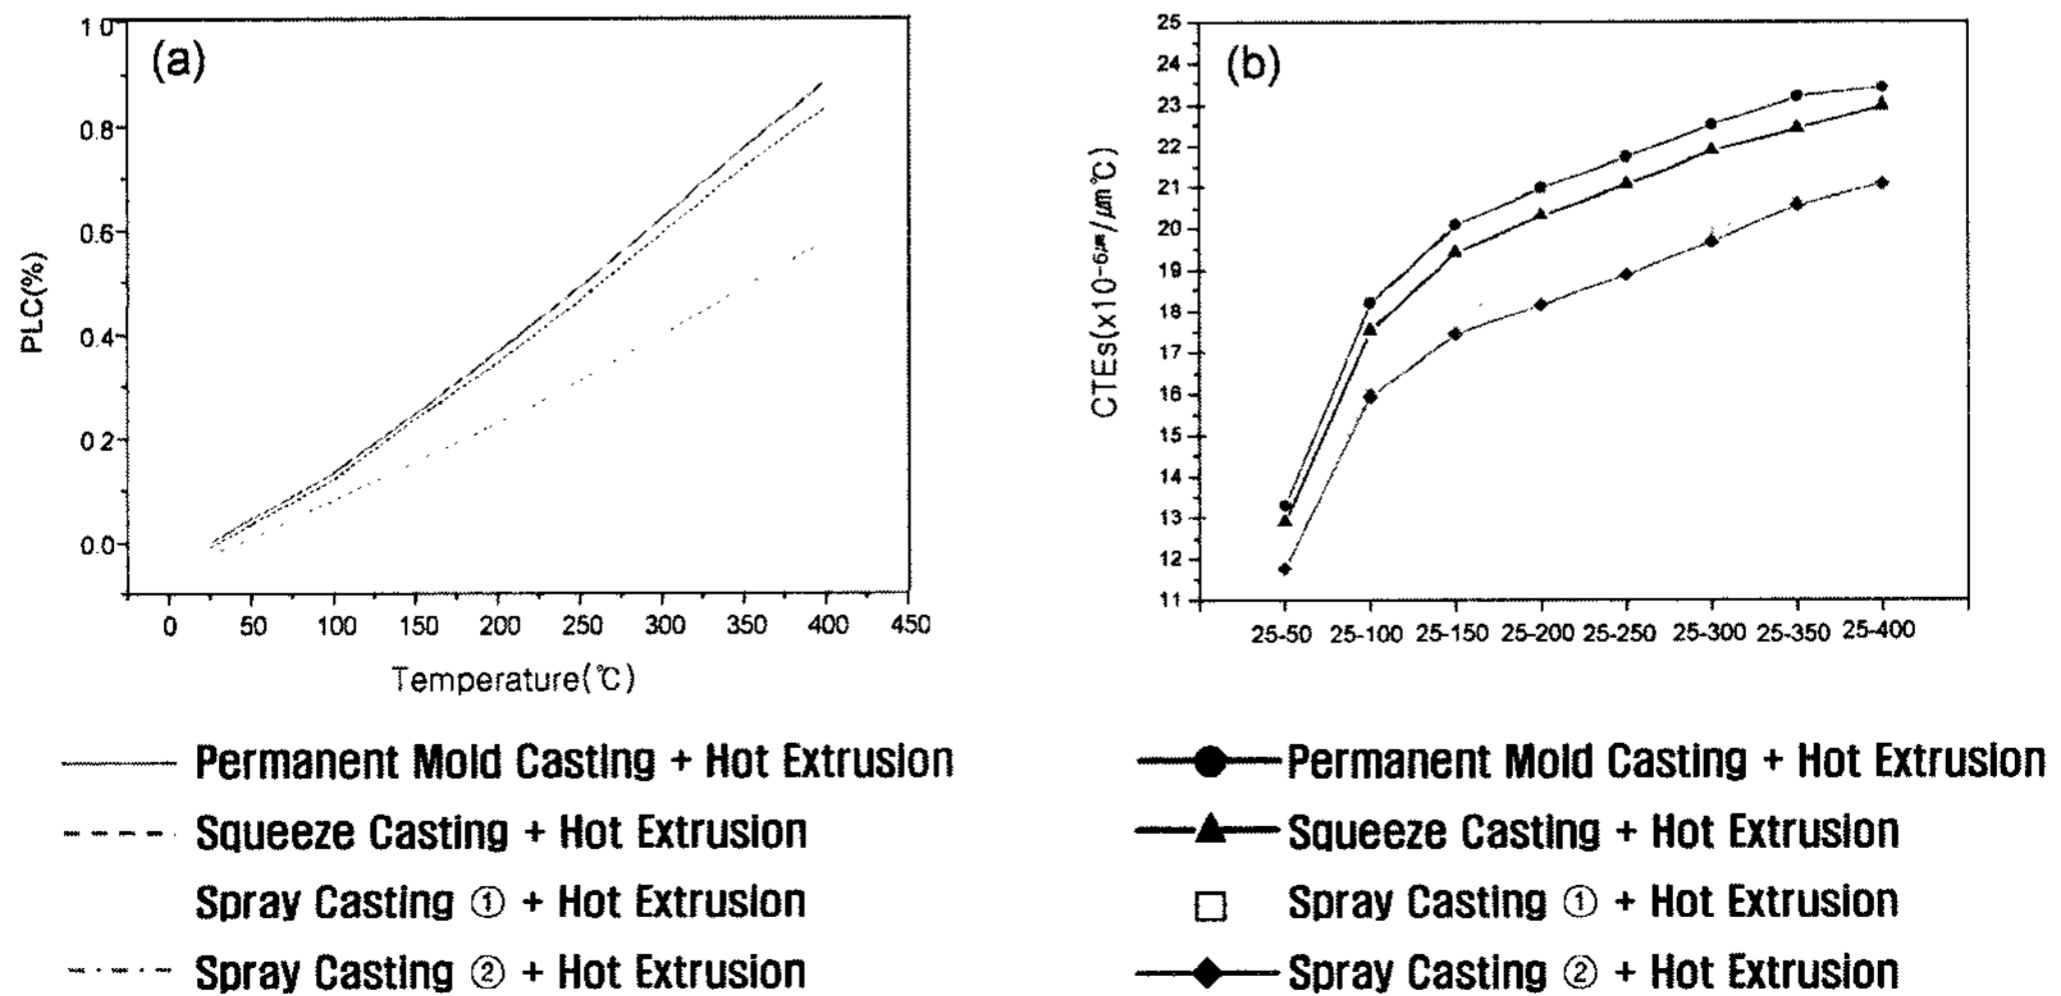 (a)
PLC(%)
1.0
0.8
0.6
0.4
0.2
0.0
0 50 100 150 200 250 300 350 400 450
Temperature(℃)
Permanent Mold Casting + Hot Extrusion
Squeeze Casting + Hot Extrusion
Spray Casting ① + Hot Extrusion
Spray Casting ② + Hot Extrusion
(b)
CTEs(x10⁻⁶㎛/㎛℃)
25
24
23
22
21
20
19
18
17
16
15
14
13
12
11
25-50 25-100 25-150 25-200 25-250 25-300 25-350 25-400
Permanent Mold Casting + Hot Extrusion
Squeeze Casting + Hot Extrusion
Spray Casting ① + Hot Extrusion
Spray Casting ② + Hot Extrusion